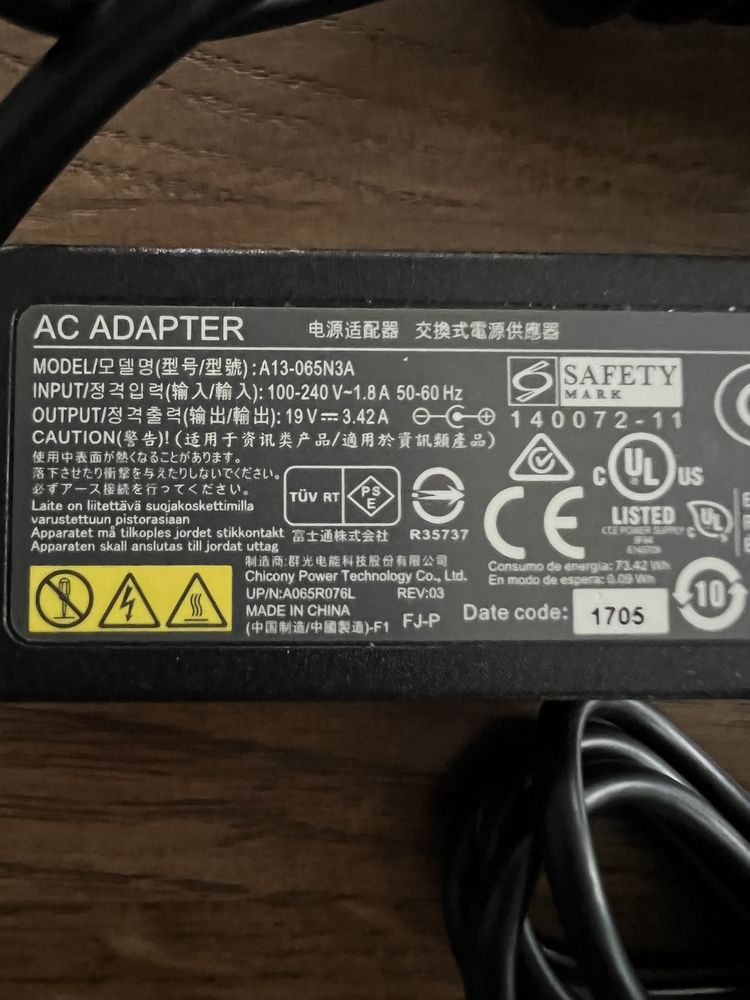 AC ADAPTER 电源适配器 交換式電源供應器
MODEL/모델명(型号/型號):A13-065N3A
INPUT/정격입력(输入/輸入): 100-240 V~1.8 A 50-60 Hz
OUTPUT/정격출력(输出/輸出): 19 V ⎓ 3.42 A
CAUTION(警告)! (适用于资讯类产品/適用於資訊類產品)
使用中表面が熱くなることがあります。
落下させたり衝撃を与えたりしないでください。
必ずアース接続を行ってください。
Laite on liitettävä suojakoskettimilla
varustettuun pistorasiaan
Apparatet må tilkoples jordet stikkontakt
Apparaten skall anslutas till jordat uttag
SAFETY
MARK
140072-11
TÜV RT
PSE
富士通株式会社
R35737
c UL US
LISTED
I.T.E. POWER SUPPLY
c UL
CE
Consumo de energia: 73.42 Wh
En modo de espera: 0.09 Wh
制造商:群光电能科技股份有限公司
Chicony Power Technology Co., Ltd.
UP/N:A065R076L REV:03
MADE IN CHINA
(中国制造/中國製造)-F1 FJ-P
Date code: 1705
10